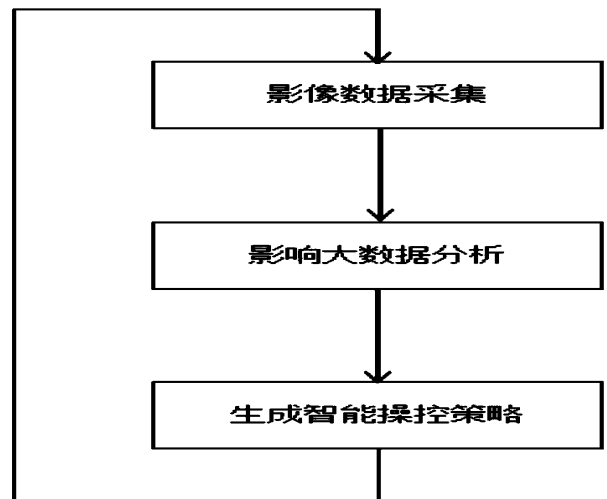 影像数据采集
影响大数据分析
生成智能操控策略